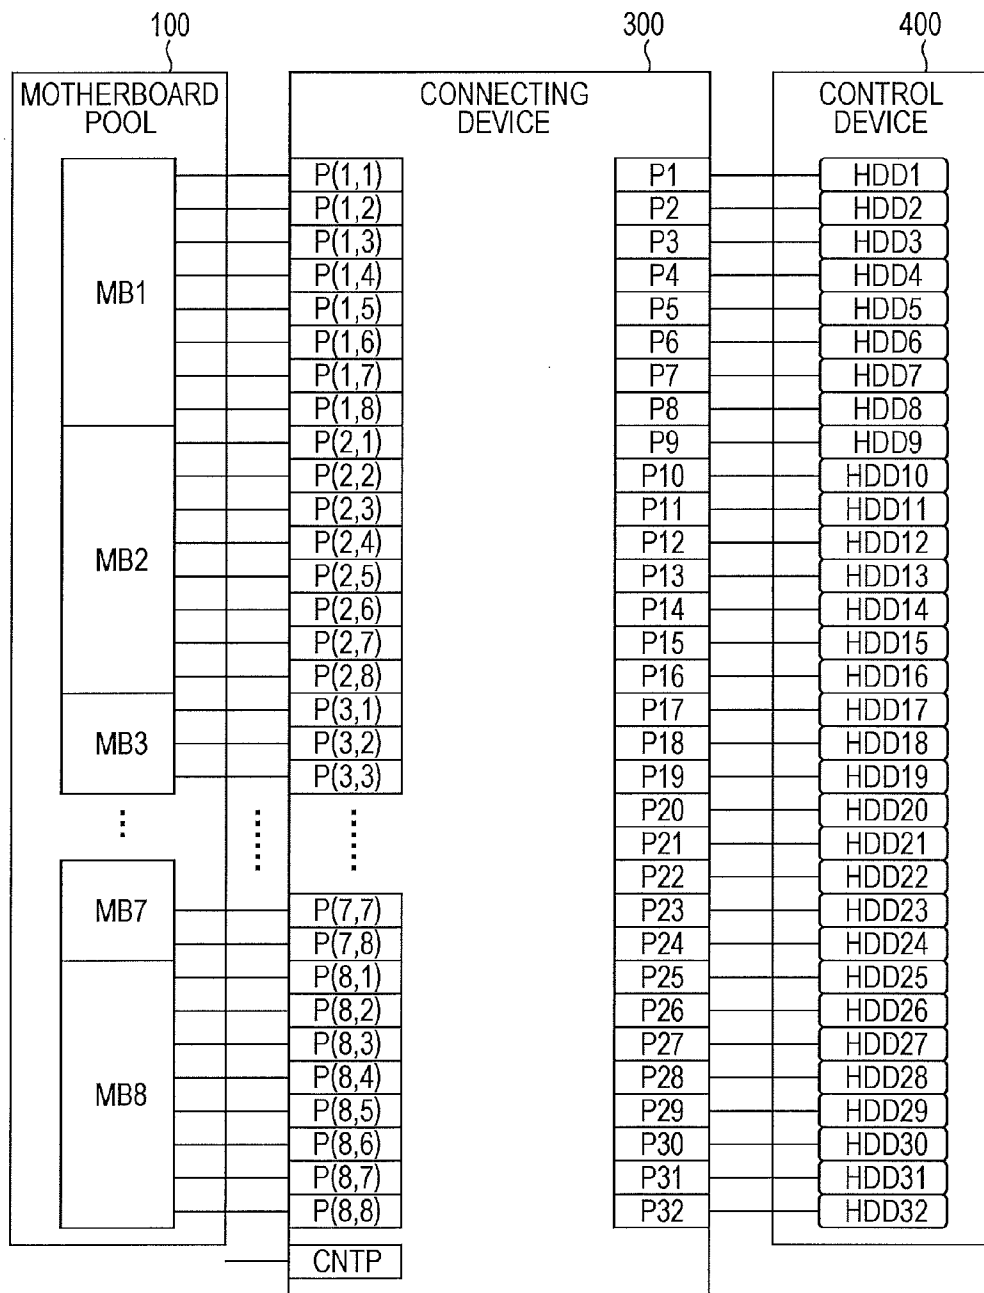 100
300
400
MOTHERBOARD
POOL
CONNECTING
DEVICE
CONTROL
DEVICE
MB1
MB2
MB3
MB7
MB8
P(1,1)
P(1,2)
P(1,3)
P(1,4)
P(1,5)
P(1,6)
P(1,7)
P(1,8)
P(2,1)
P(2,2)
P(2,3)
P(2,4)
P(2,5)
P(2,6)
P(2,7)
P(2,8)
P(3,1)
P(3,2)
P(3,3)
P(7,7)
P(7,8)
P(8,1)
P(8,2)
P(8,3)
P(8,4)
P(8,5)
P(8,6)
P(8,7)
P(8,8)
CNTP
P1
P2
P3
P4
P5
P6
P7
P8
P9
P10
P11
P12
P13
P14
P15
P16
P17
P18
P19
P20
P21
P22
P23
P24
P25
P26
P27
P28
P29
P30
P31
P32
HDD1
HDD2
HDD3
HDD4
HDD5
HDD6
HDD7
HDD8
HDD9
HDD10
HDD11
HDD12
HDD13
HDD14
HDD15
HDD16
HDD17
HDD18
HDD19
HDD20
HDD21
HDD22
HDD23
HDD24
HDD25
HDD26
HDD27
HDD28
HDD29
HDD30
HDD31
HDD32